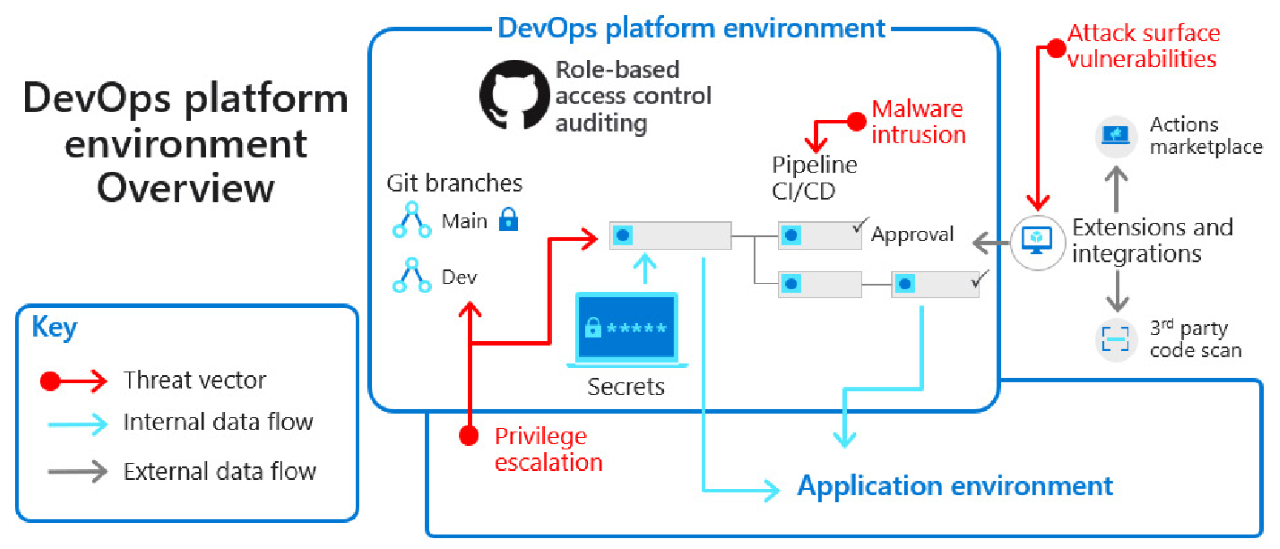 DevOps platform
environment
Overview
DevOps platform environment
Role-based
access control
auditing
Malware
intrusion
Attack surface
vulnerabilities
Actions
marketplace
Pipeline
CI/CD
Git branches
Main
Approval
Extensions and
integrations
Dev
*****
Secrets
3rd party
code scan
Key
Threat vector
Internal data flow
External data flow
Privilege
escalation
Application environment